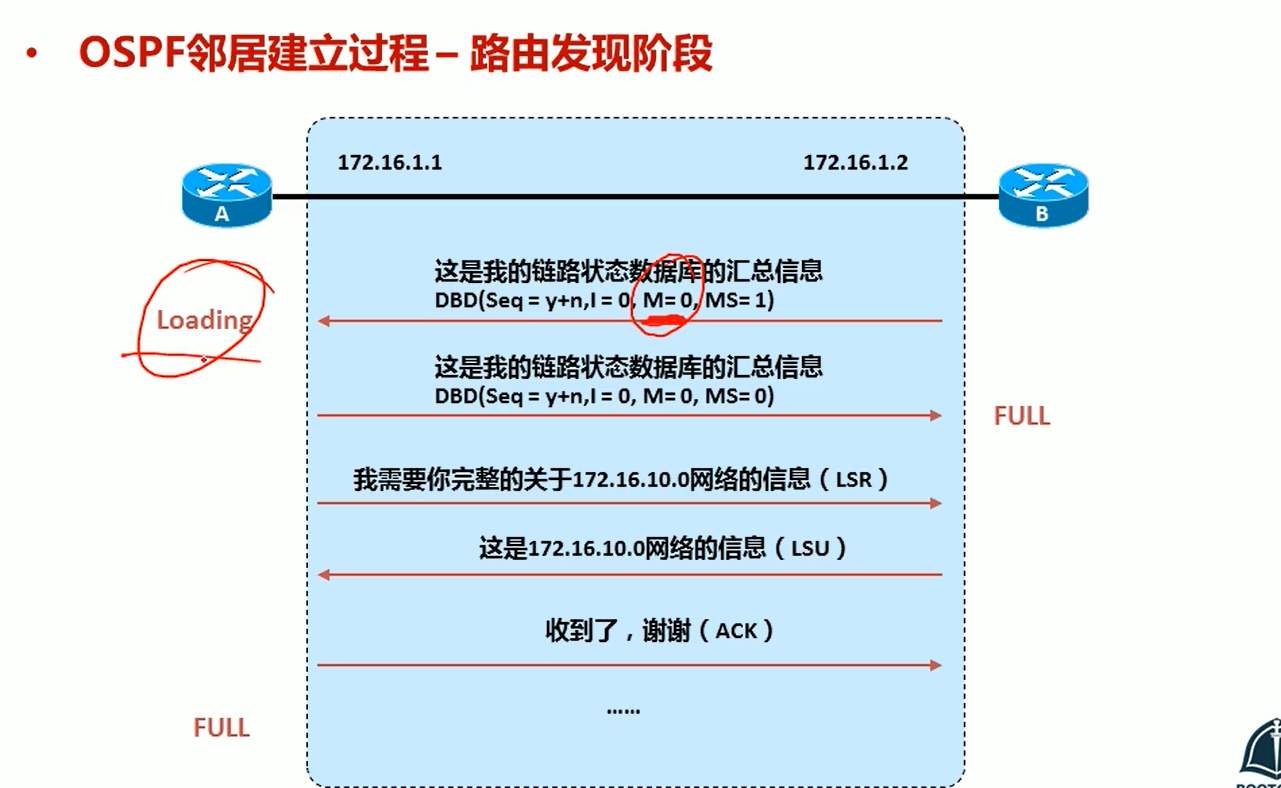 • OSPF邻居建立过程 – 路由发现阶段
172.16.1.1
172.16.1.2
A
B
这是我的链路状态数据库的汇总信息
DBD(Seq = y+n,I = 0, M= 0, MS= 1)
Loading
这是我的链路状态数据库的汇总信息
DBD(Seq = y+n,I = 0, M= 0, MS= 0)
FULL
我需要你完整的关于172.16.10.0网络的信息（LSR）
这是172.16.10.0网络的信息（LSU）
收到了，谢谢（ACK）
......
FULL